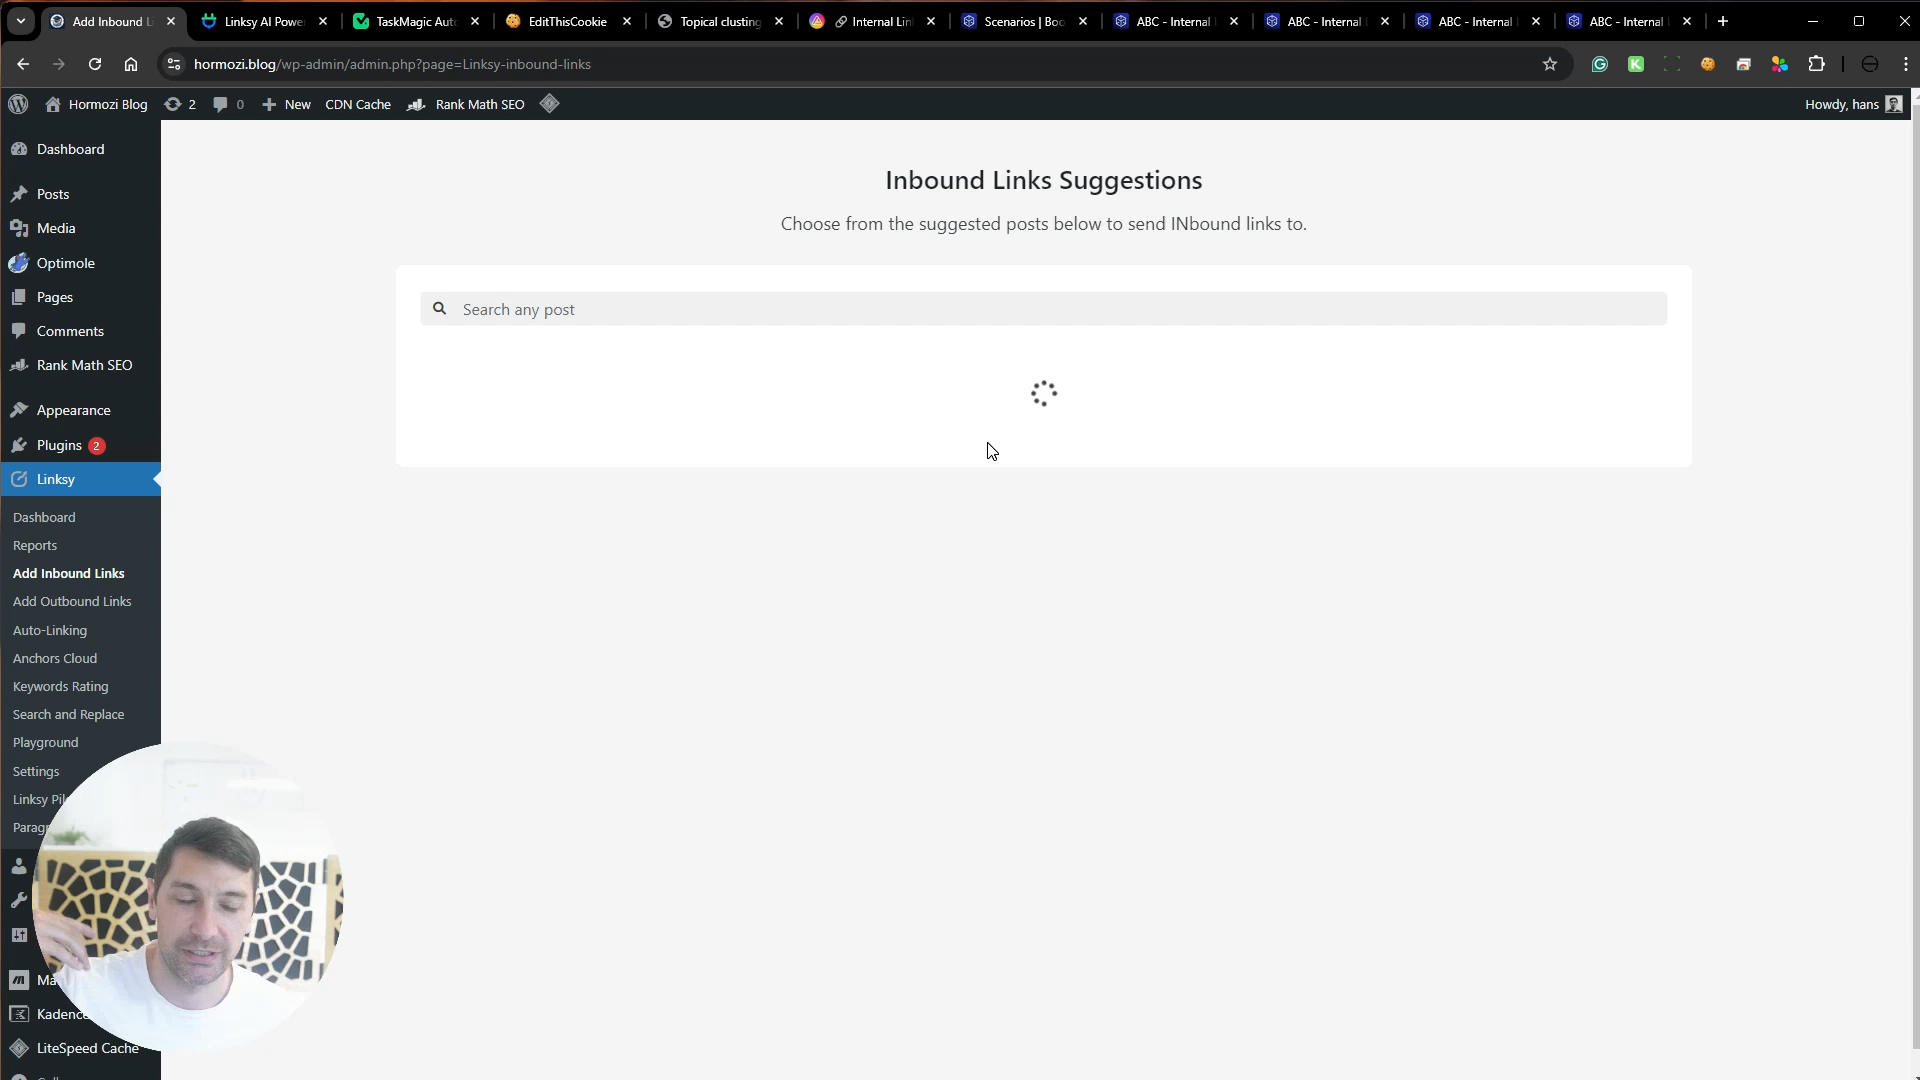 Add Inbound L
Linksy AI Powe
TaskMagic Aut
EditThisCookie
Topical clusting
Internal Lin
Scenarios | Boo
ABC - Internal
ABC - Internal
ABC - Internal
ABC - Internal
hormozi.blog/wp-admin/admin.php?page=Linksy-inbound-links
Hormozi Blog
2
0
New
CDN Cache
Rank Math SEO
Howdy, hans
Dashboard
Posts
Media
Optimole
Pages
Comments
Rank Math SEO
Appearance
Plugins 2
Linksy
Dashboard
Reports
Add Inbound Links
Add Outbound Links
Auto-Linking
Anchors Cloud
Keywords Rating
Search and Replace
Playground
Settings
Linksy Pil
Paragr
Ma
Kadence
LiteSpeed Cache
Inbound Links Suggestions
Choose from the suggested posts below to send INbound links to.
Search any post